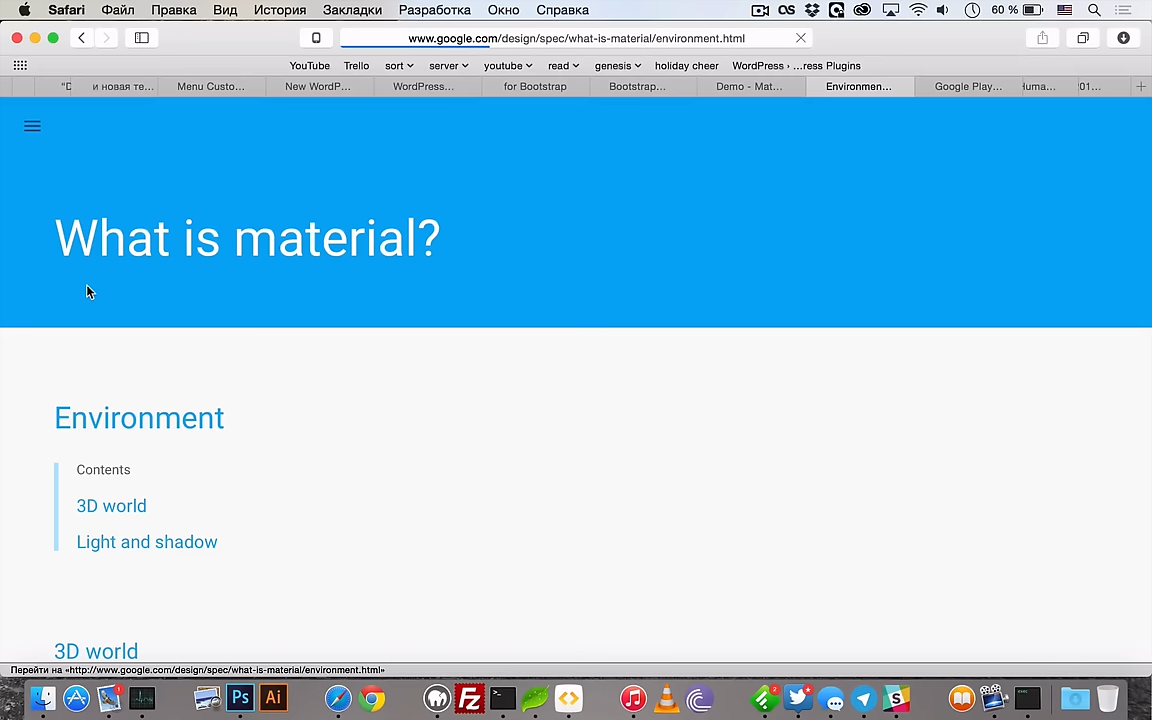 Safari Файл Правка Вид История Закладки Разработка Окно Справка 60 %
www.google.com/design/spec/what-is-material/environment.html
YouTube Trello sort server youtube read genesis holiday cheer WordPress › ...ress Plugins
и новая те... Menu Custo... New WordP... WordPress... for Bootstrap Bootstrap... Demo - Mat... Environmen... Google Play...
What is material?
Environment
Contents
3D world
Light and shadow
3D world
Перейти на «http://www.google.com/design/spec/what-is-material/environment.html»
Ps Ai Fz